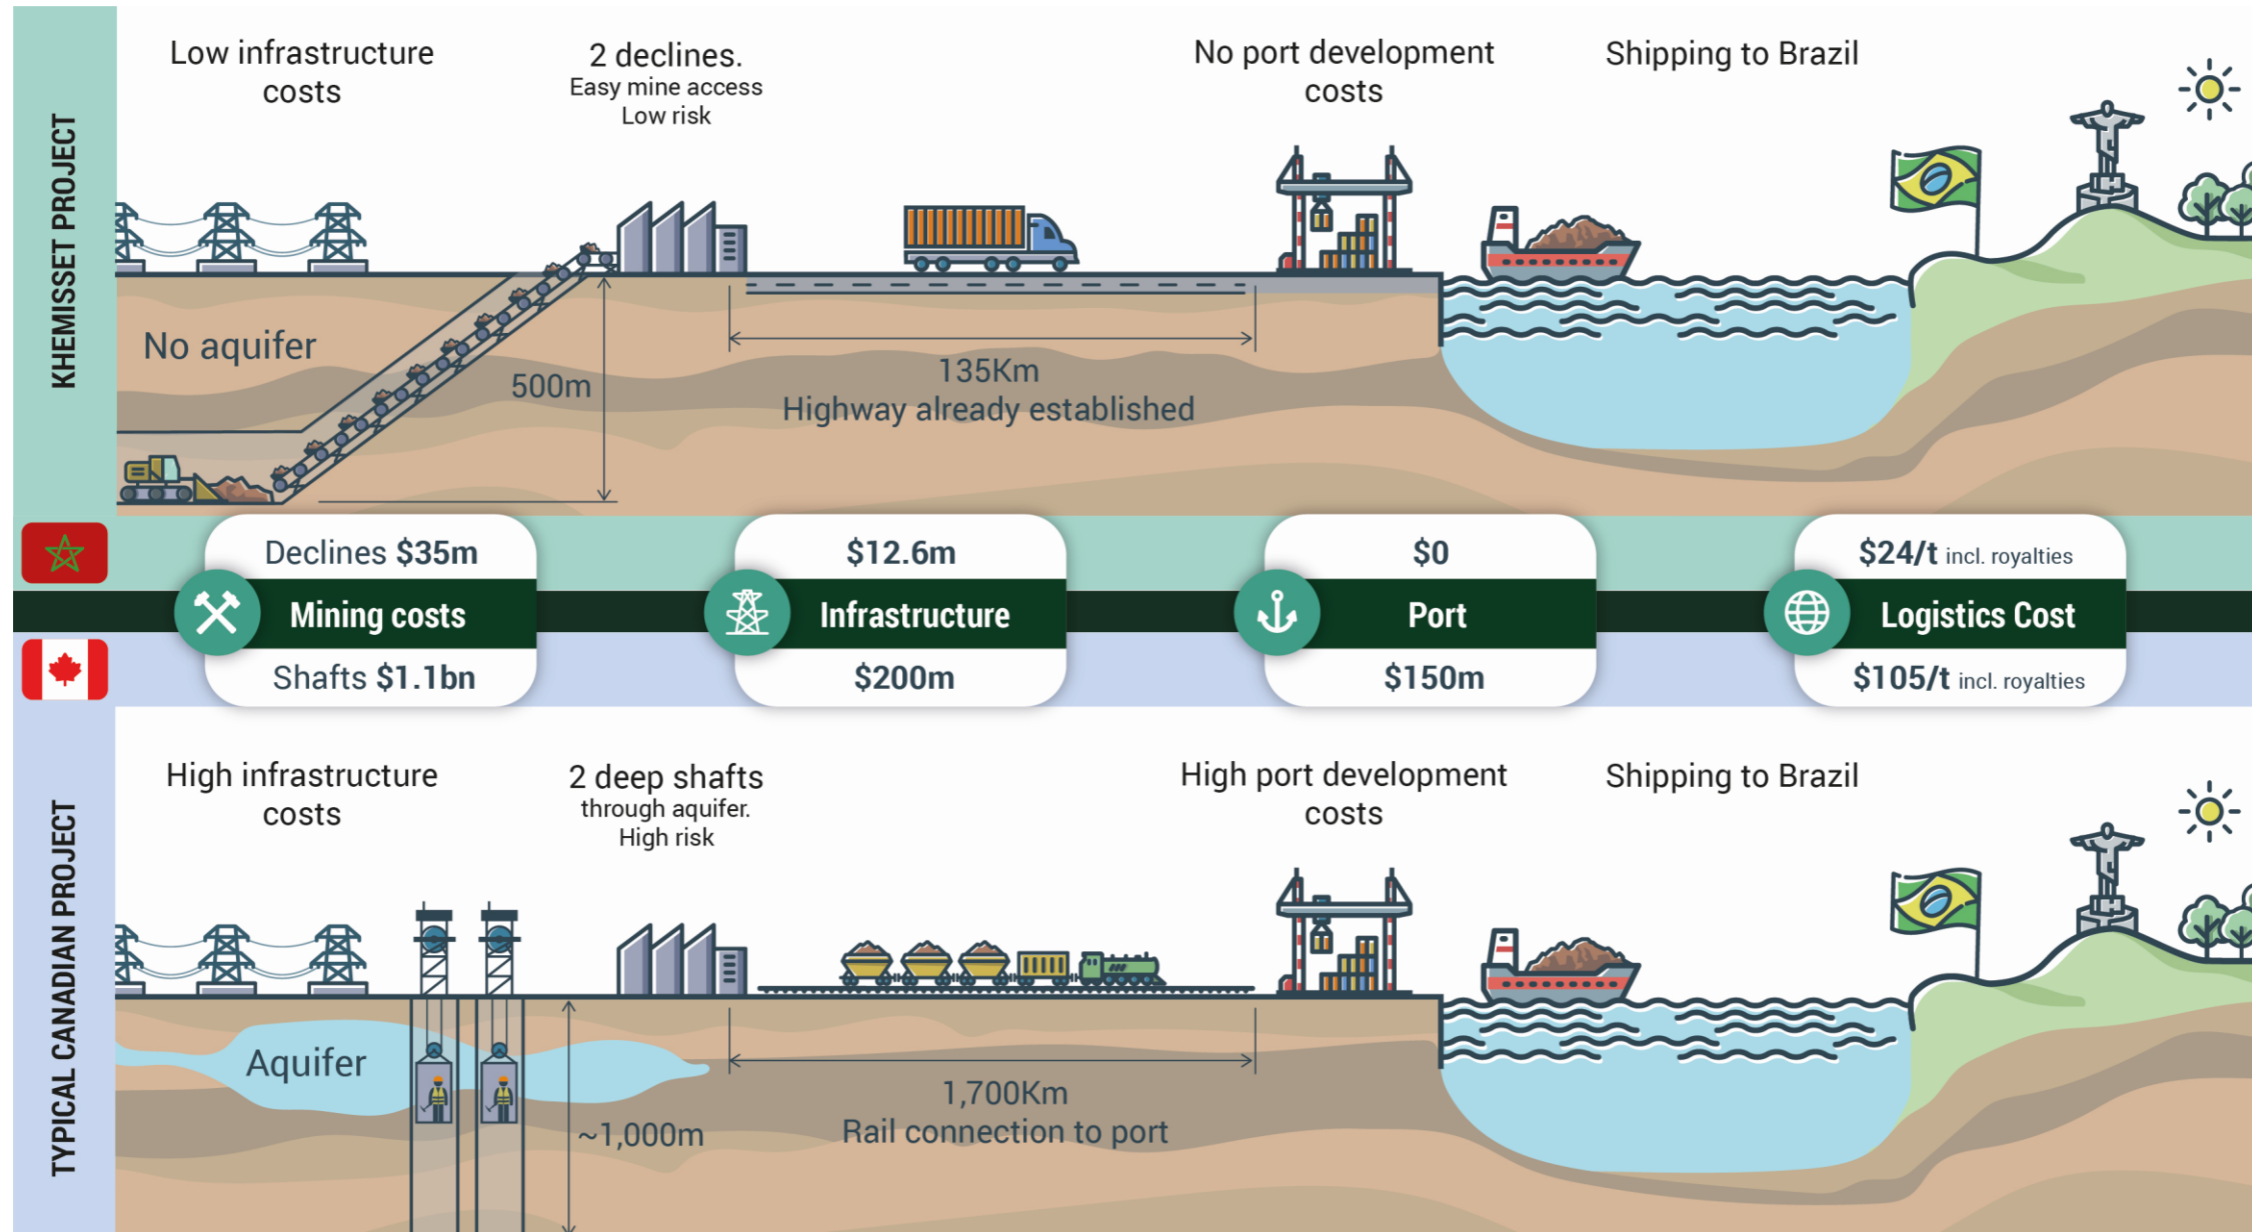 KHEMISSET PROJECT
Low infrastructure
costs
2 declines.
Easy mine access
Low risk
No port development
costs
Shipping to Brazil
No aquifer
500m
135Km
Highway already established
Declines $35m
Mining costs
Shafts $1.1bn
$12.6m
Infrastructure
$200m
$0
Port
$150m
$24/t incl. royalties
Logistics Cost
$105/t incl. royalties
TYPICAL CANADIAN PROJECT
High infrastructure
costs
2 deep shafts
through aquifer.
High risk
High port development
costs
Shipping to Brazil
Aquifer
~1,000m
1,700Km
Rail connection to port